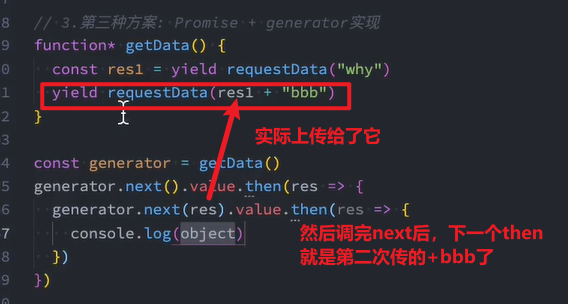 8
// 3.第三种方案: Promise + generator实现
9 function* getData() {
0 const res1 = yield requestData("why")
1 yield requestData(res1 + "bbb")
2 }
3
实际上传给了它
4 const generator = getData()
5 generator.next().value.then(res => {
6 generator.next(res).value.then(res => {
7 console.log(object)
然后调完next后，下一个then
就是第二次传的+bbb了
8 })
9 })